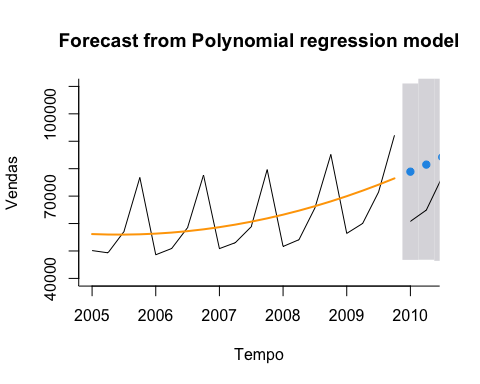 Forecast from Polynomial regression model
Vendas
100000
70000
40000
2005 2006 2007 2008 2009 2010
Tempo